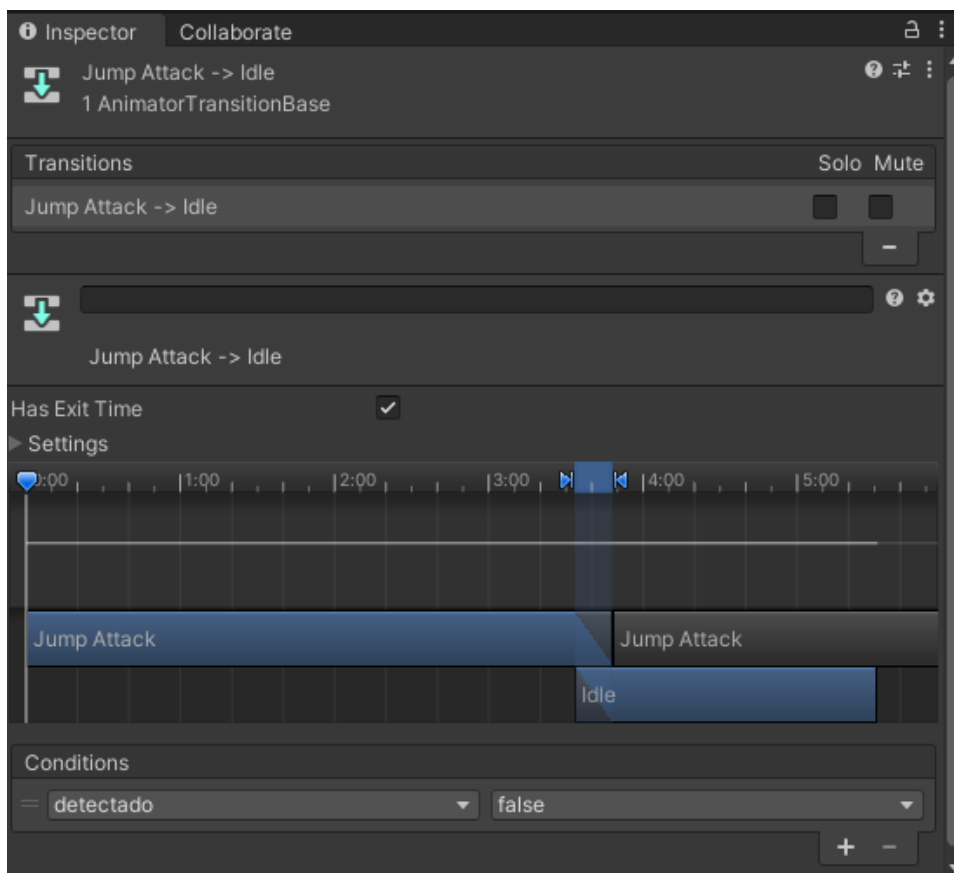 Inspector Collaborate
Jump Attack -> Idle
1 AnimatorTransitionBase
Transitions Solo Mute
Jump Attack -> Idle
Jump Attack -> Idle
Has Exit Time
Settings
0:00 1:00 2:00 3:00 4:00 5:00
Jump Attack Jump Attack
Idle
Conditions
detectado false